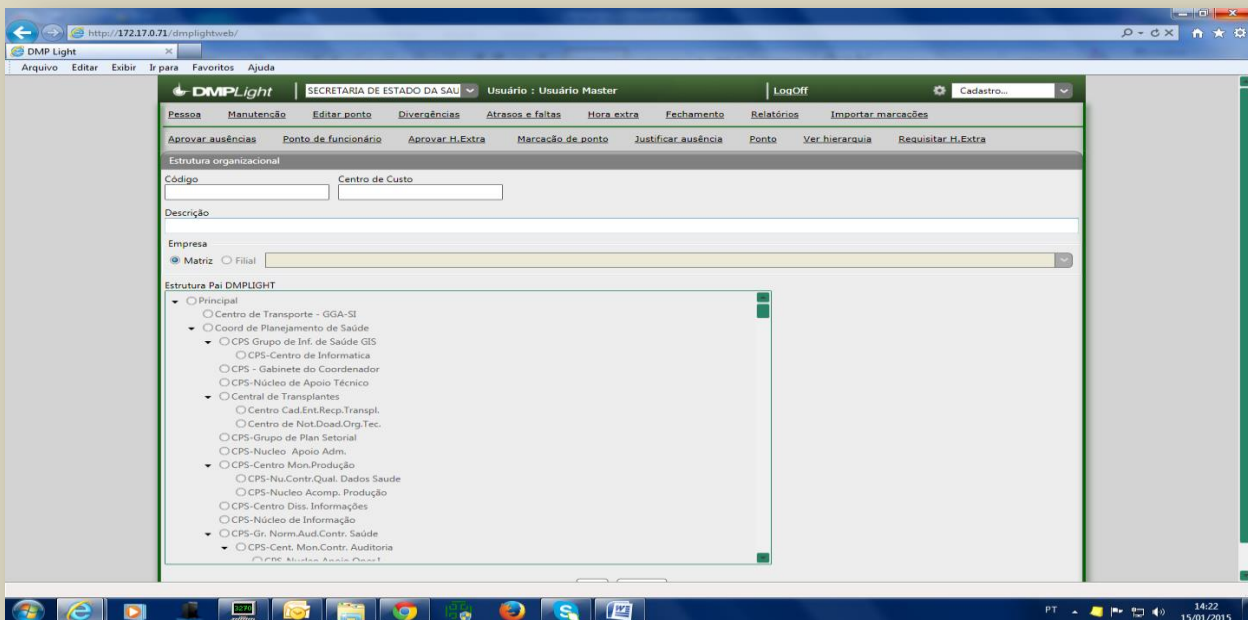 http://172.17.0.71/dmplightweb/
DMP Light
Arquivo Editar Exibir Ir para Favoritos Ajuda
DMPLight SECRETARIA DE ESTADO DA SAU Usuário : Usuário Master LogOff Cadastro...
Pessoa Manutenção Editar ponto Divergências Atrasos e faltas Hora extra Fechamento Relatórios Importar marcações
Aprovar ausências Ponto de funcionário Aprovar H.Extra Marcação de ponto Justificar ausência Ponto Ver hierarquia Requisitar H.Extra
Estrutura organizacional
Código Centro de Custo
Descrição
Empresa
Matriz Filial
Estrutura Pai DMPLIGHT
Principal
Centro de Transporte - GGA-SI
Coord de Planejamento de Saúde
CPS Grupo de Inf. de Saúde GIS
CPS-Centro de Informatica
CPS - Gabinete do Coordenador
CPS-Núcleo de Apoio Técnico
Central de Transplantes
Centro Cad.Ent.Recp.Transpl.
Centro de Not.Doad.Org.Tec.
CPS-Grupo de Plan Setorial
CPS-Nucleo Apoio Adm.
CPS-Centro Mon.Produção
CPS-Nu.Contr.Qual. Dados Saude
CPS-Nucleo Acomp. Produção
CPS-Centro Diss. Informações
CPS-Núcleo de Informação
CPS-Gr. Norm.Aud.Contr. Saúde
CPS-Cent. Mon.Contr. Auditoria
CPS-Nucleo Apoio
3270
PT 14:22
15/01/2015